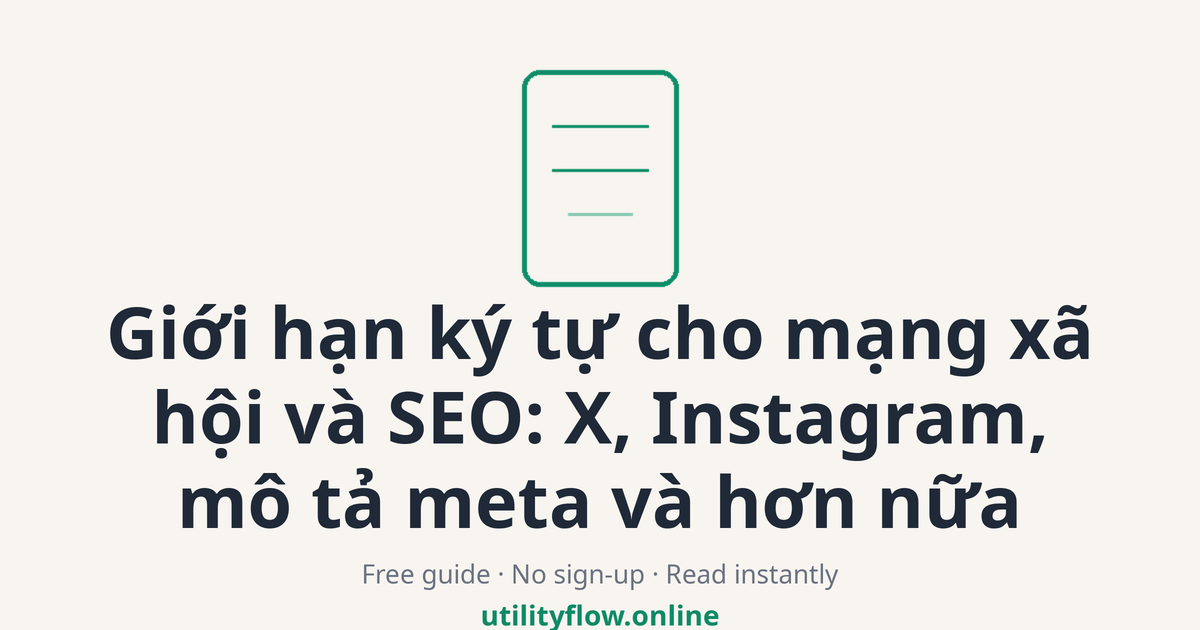 Giới hạn ký tự cho mạng xã
hội và SEO: X, Instagram,
mô tả meta và hơn nữa
Free guide · No sign-up · Read instantly
utilityflow.online